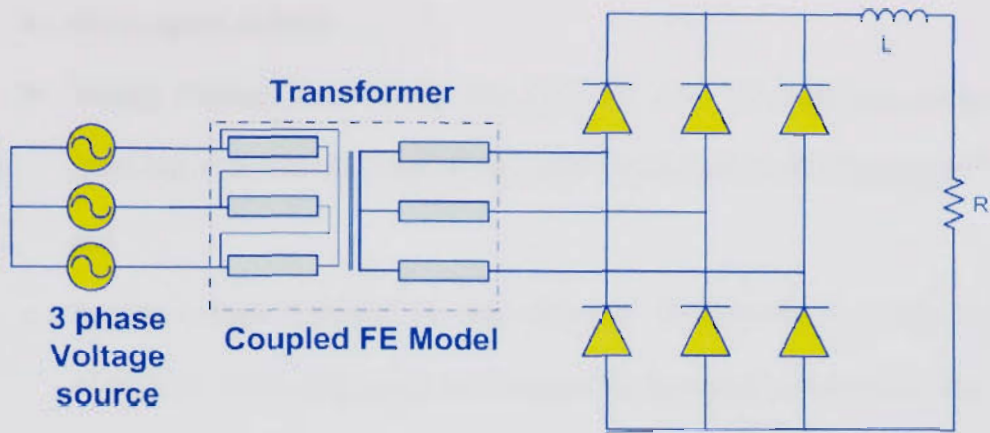 Transformer
L
R
3 phase
Voltage
source
Coupled FE Model